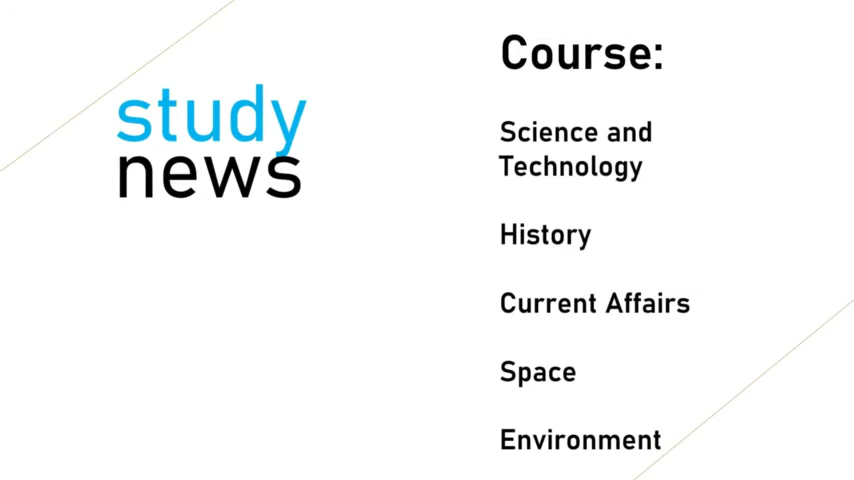 study
news
Course:
Science and
Technology
History
Current Affairs
Space
Environment